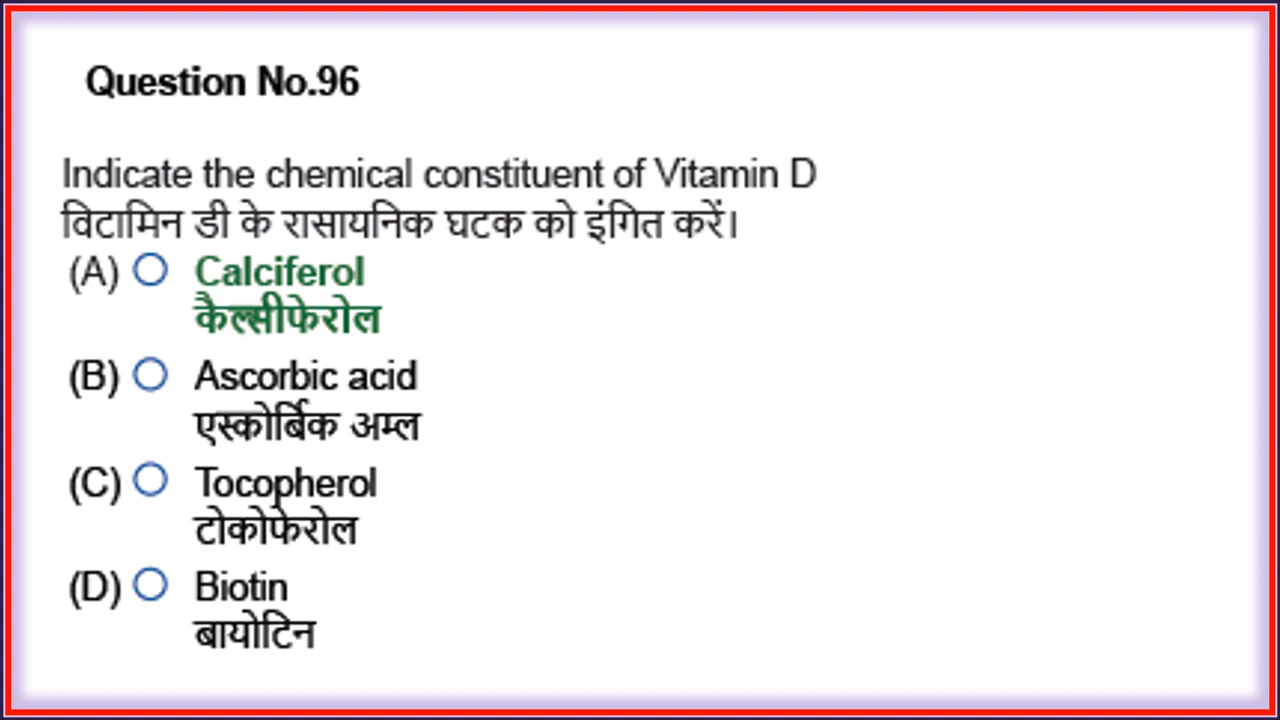 Question No.96
Indicate the chemical constituent of Vitamin D
विटामिन डी के रासायनिक घटक को इंगित करें।
(A) Calciferol
कैल्सीफेरोल
(B) Ascorbic acid
एस्कोर्बिक अम्ल
(C) Tocopherol
टोकोफेरोल
(D) Biotin
बायोटिन